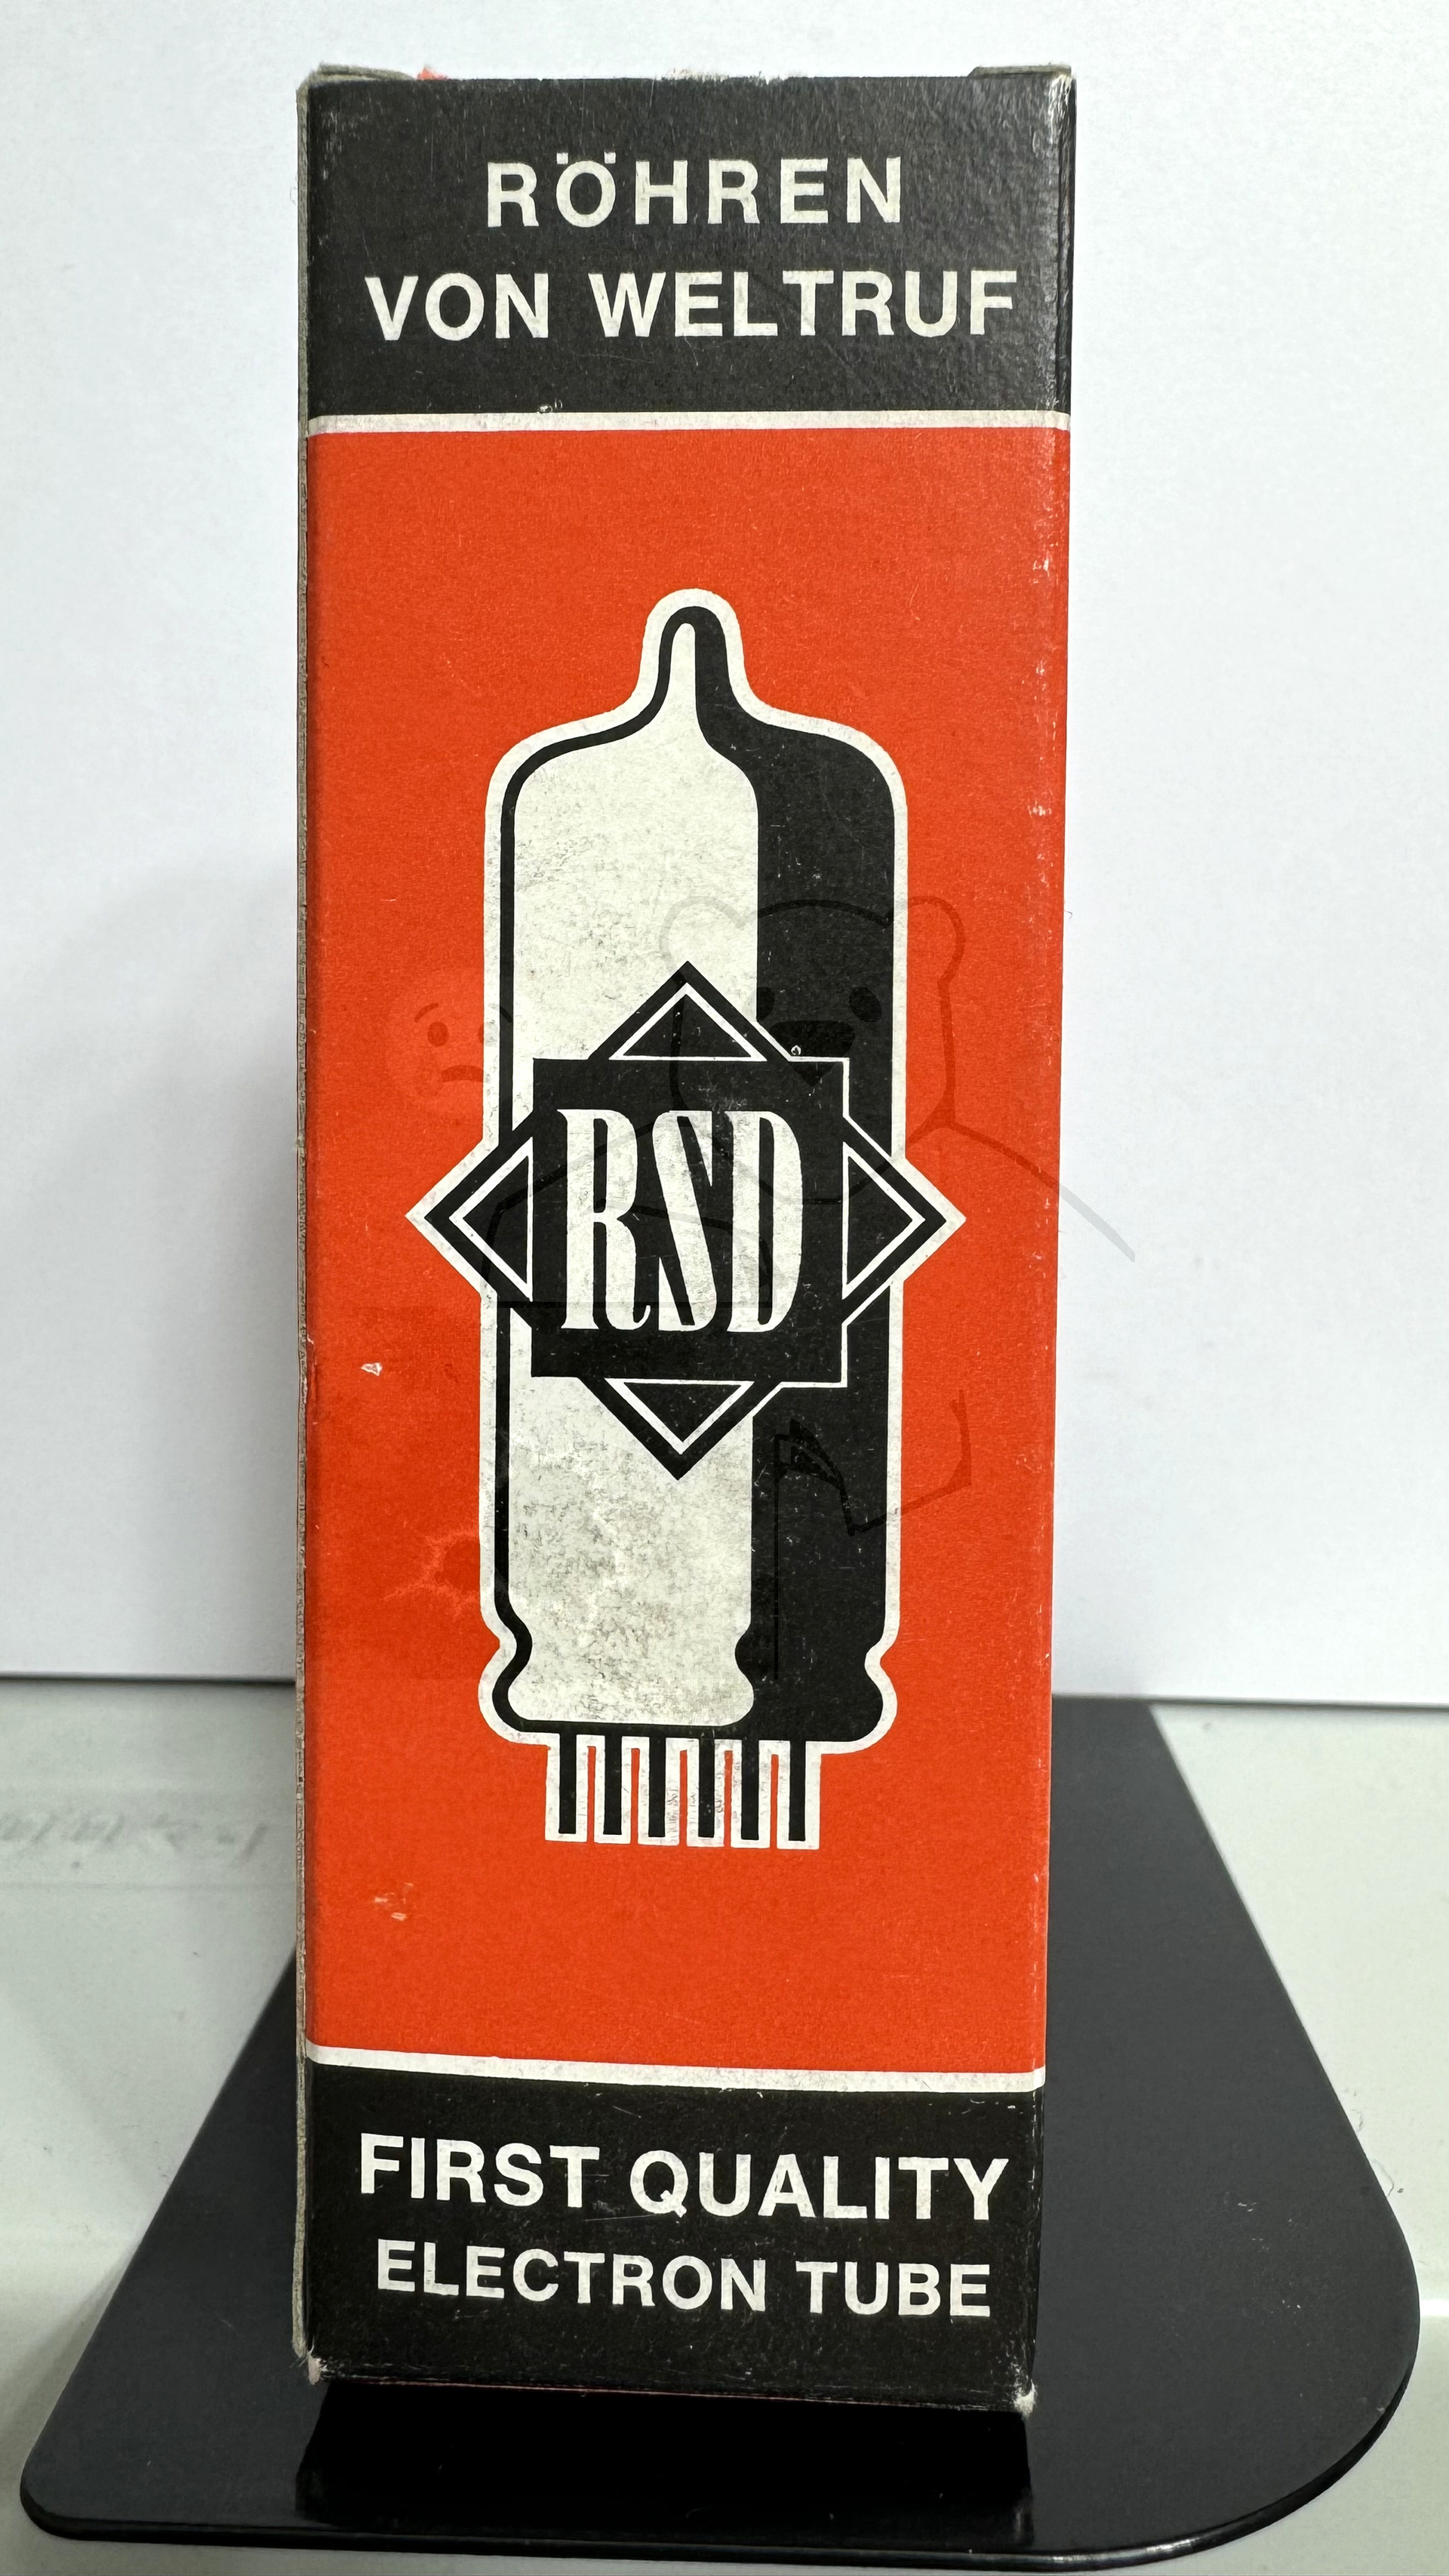 RÖHREN
VON WELTRUF
RSD
FIRST QUALITY
ELECTRON TUBE